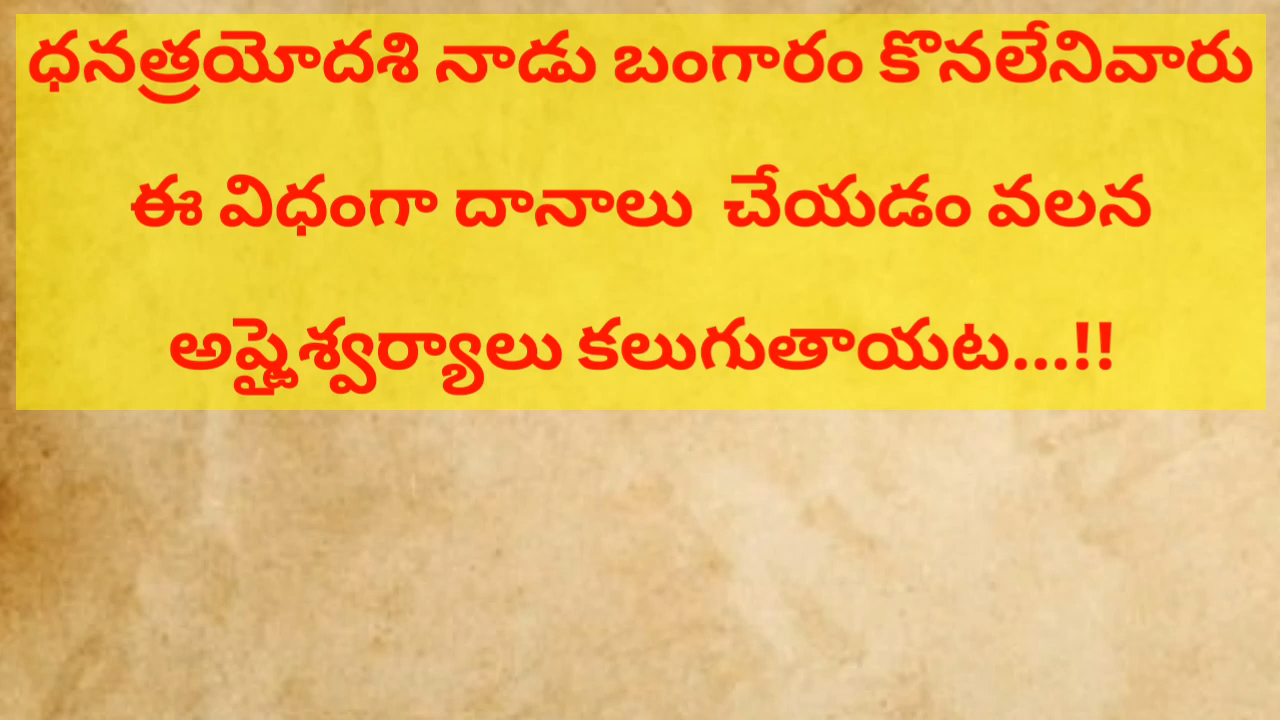 ధనత్రయోదశి నాడు బంగారం కొనలేనివారు
ఈ విధంగా దానాలు చేయడం వలన
అష్టైశ్వర్యాలు కలుగుతాయట...!!